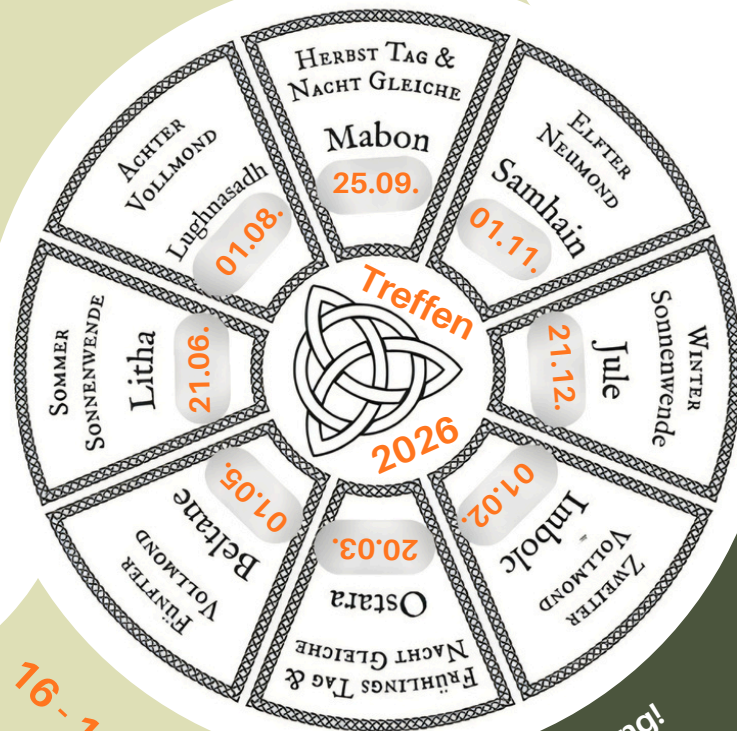 HERBST TAG &
NACHT GLEICHE
Mabon
25.09.
ELFTER
NEUMOND
Samhain
01.11.
WINTER
Sonnenwende
Jule
21.12.
ZWEITER
VOLLMOND
Imbolc
01.02.
FRÜHLINGS TAG &
NACHT GLEICHE
Ostara
20.03.
FÜNFTER
VOLLMOND
Beltane
01.05.
SOMMER
SONNENWENDE
Litha
21.06.
ACHTER
VOLLMOND
Lughnasadh
01.08.
Treffen
2026
16 -